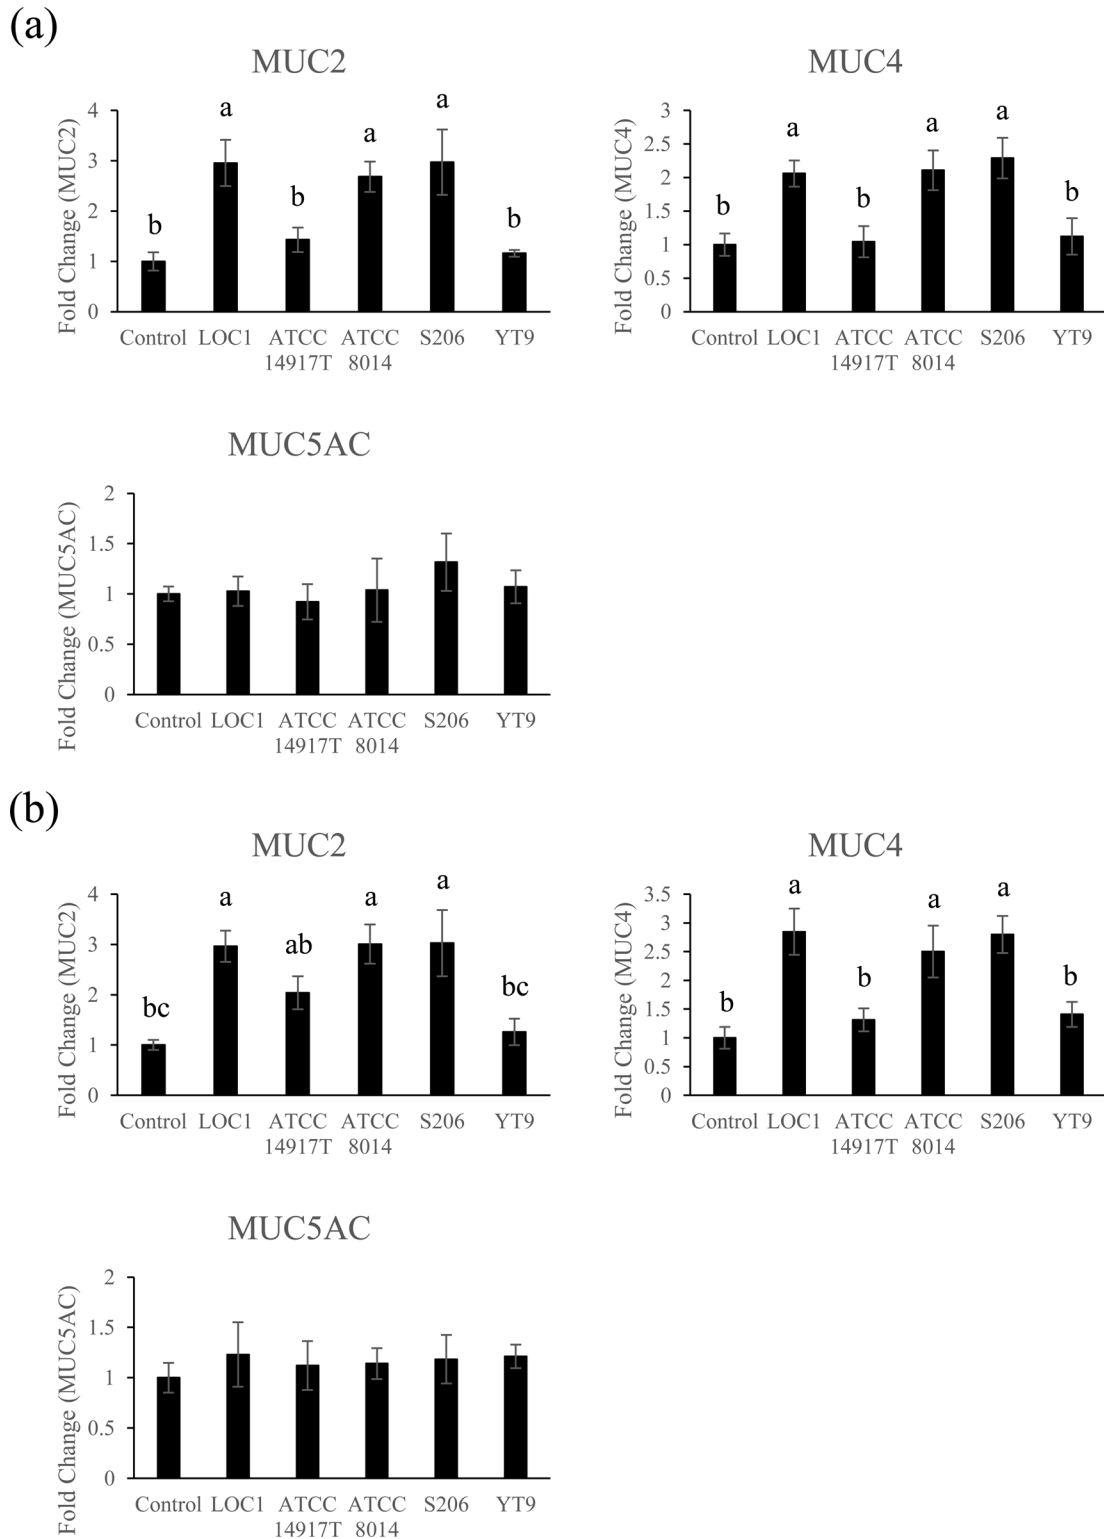 (a)
MUC2
Fold Change (MUC2)
4
3
2
1
0
b
a
b
a
a
b
Control LOC1 ATCC ATCC S206 YT9
14917T 8014
MUC4
Fold Change (MUC4)
3
2.5
2
1.5
1
0.5
0
b
a
b
a
a
b
Control LOC1 ATCC ATCC S206 YT9
14917T 8014
MUC5AC
Fold Change (MUC5AC)
2
1.5
1
0.5
0
Control LOC1 ATCC ATCC S206 YT9
14917T 8014
(b)
MUC2
Fold Change (MUC2)
4
3
2
1
0
bc
a
ab
a
a
bc
Control LOC1 ATCC ATCC S206 YT9
14917T 8014
MUC4
Fold Change (MUC4)
3.5
3
2.5
2
1.5
1
0.5
0
b
a
b
a
a
b
Control LOC1 ATCC ATCC S206 YT9
14917T 8014
MUC5AC
Fold Change (MUC5AC)
2
1.5
1
0.5
0
Control LOC1 ATCC ATCC S206 YT9
14917T 8014